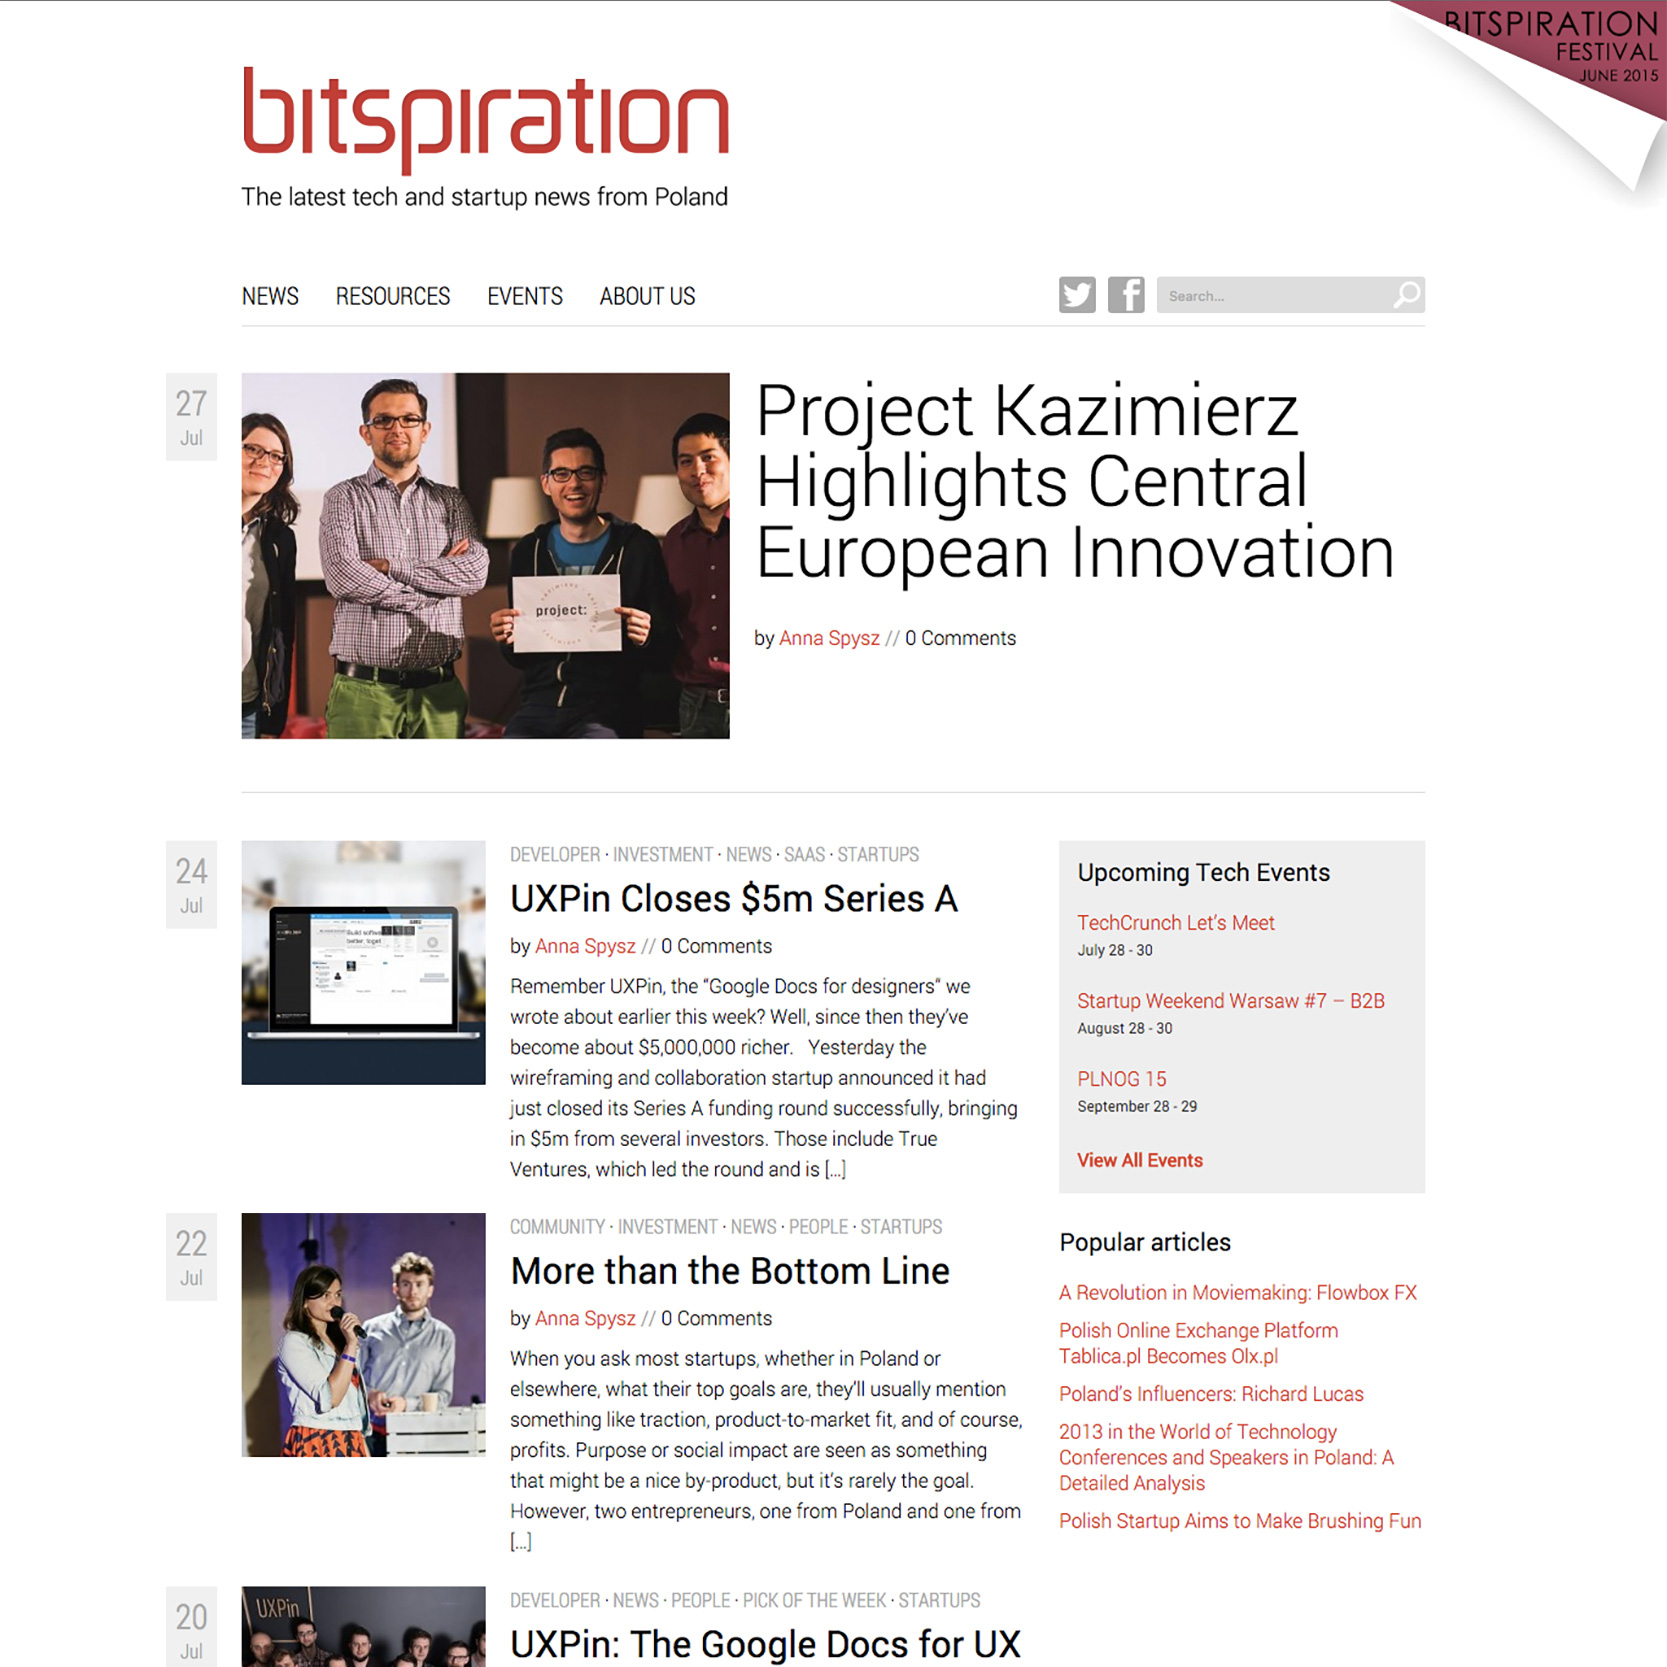 BITSPIRATION
FESTIVAL
JUNE 2015
bitspiration
The latest tech and startup news from Poland
NEWS RESOURCES EVENTS ABOUT US
Search...
27
Jul
project:
Project Kazimierz
Highlights Central
European Innovation
by Anna Spysz // 0 Comments
24
Jul
DEVELOPER · INVESTMENT · NEWS · SAAS · STARTUPS
UXPin Closes $5m Series A
by Anna Spysz // 0 Comments
Remember UXPin, the “Google Docs for designers” we
wrote about earlier this week? Well, since then they’ve
become about $5,000,000 richer. Yesterday the
wireframing and collaboration startup announced it had
just closed its Series A funding round successfully, bringing
in $5m from several investors. Those include True
Ventures, which led the round and is [...]
22
Jul
COMMUNITY · INVESTMENT · NEWS · PEOPLE · STARTUPS
More than the Bottom Line
by Anna Spysz // 0 Comments
When you ask most startups, whether in Poland or
elsewhere, what their top goals are, they’ll usually mention
something like traction, product-to-market fit, and of course,
profits. Purpose or social impact are seen as something
that might be a nice by-product, but it’s rarely the goal.
However, two entrepreneurs, one from Poland and one from
[...]
20
Jul
UXPin
DEVELOPER · NEWS · PEOPLE · PICK OF THE WEEK · STARTUPS
UXPin: The Google Docs for UX
Upcoming Tech Events
TechCrunch Let’s Meet
July 28 - 30
Startup Weekend Warsaw #7 – B2B
August 28 - 30
PLNOG 15
September 28 - 29
View All Events
Popular articles
A Revolution in Moviemaking: Flowbox FX
Polish Online Exchange Platform
Tablica.pl Becomes Olx.pl
Poland’s Influencers: Richard Lucas
2013 in the World of Technology
Conferences and Speakers in Poland: A
Detailed Analysis
Polish Startup Aims to Make Brushing Fun